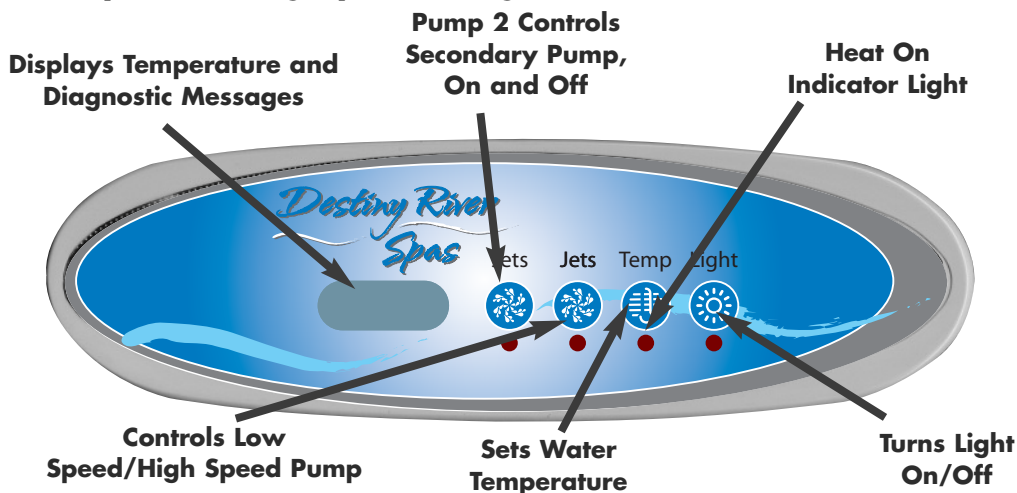 Pump 2 Controls
Secondary Pump,
On and Off
Displays Temperature and
Diagnostic Messages
Heat On
Indicator Light
Destiny River
Spas
Jets Jets Temp Light
Controls Low
Speed/High Speed Pump
Sets Water
Temperature
Turns Light
On/Off